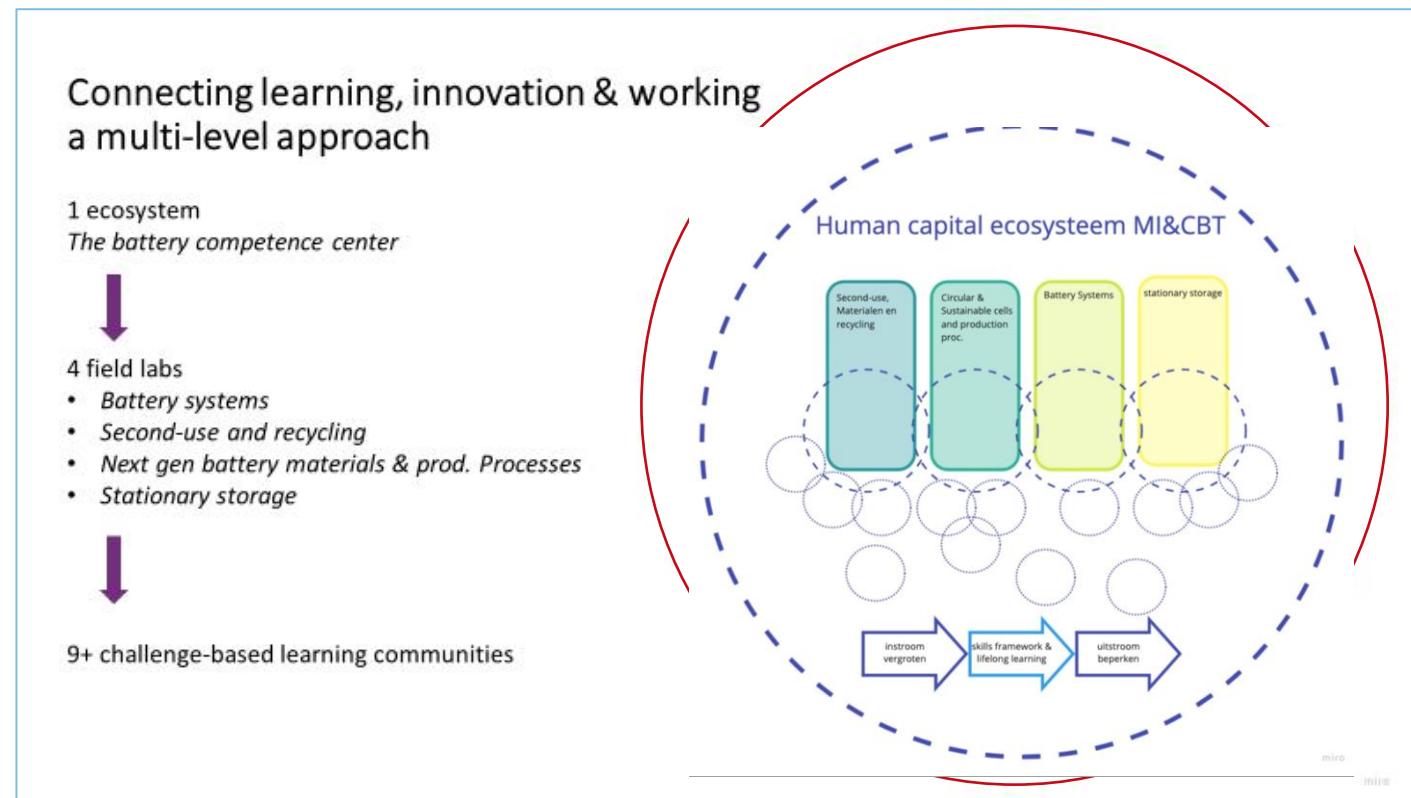 Connecting learning, innovation & working
a multi-level approach
1 ecosystem
The battery competence center
4 field labs
• Battery systems
• Second-use and recycling
• Next gen battery materials & prod. Processes
• Stationary storage
9+ challenge-based learning communities
Human capital ecosysteem MI&CBT
Second-use,
Materialen en
recycling
Circular &
Sustainable cells
and production
proc.
Battery Systems
stationary storage
instroom
vergroten
skills framework &
lifelong learning
uitstroom
beperken
miro
miro